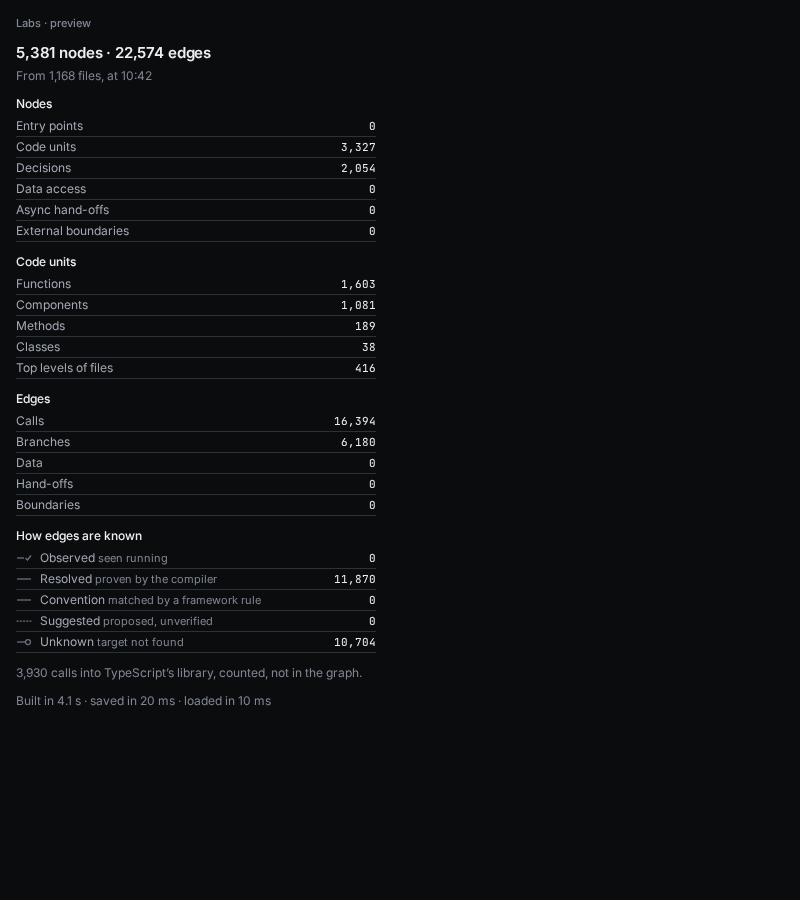 Labs · preview
5,381 nodes · 22,574 edges
From 1,168 files, at 10:42
Nodes
Entry points 0
Code units 3,327
Decisions 2,054
Data access 0
Async hand-offs 0
External boundaries 0
Code units
Functions 1,603
Components 1,081
Methods 189
Classes 38
Top levels of files 416
Edges
Calls 16,394
Branches 6,180
Data 0
Hand-offs 0
Boundaries 0
How edges are known
Observed seen running 0
Resolved proven by the compiler 11,870
Convention matched by a framework rule 0
Suggested proposed, unverified 0
Unknown target not found 10,704
3,930 calls into TypeScript’s library, counted, not in the graph.
Built in 4.1 s · saved in 20 ms · loaded in 10 ms